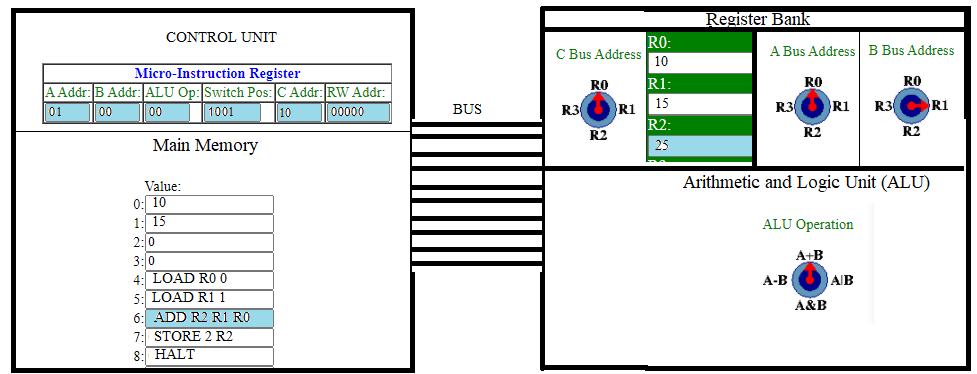 CONTROL UNIT
Micro-Instruction Register
A Addr: B Addr: ALU Op: Switch Pos: C Addr: RW Addr:
01 00 00 1001 10 00000
Main Memory
Value:
0: 10
1: 15
2: 0
3: 0
4: LOAD R0 0
5: LOAD R1 1
6: ADD R2 R1 R0
7: STORE 2 R2
8: HALT
BUS
Register Bank
C Bus Address
R0
R3 R1
R2
R0:
10
R1:
15
R2:
25
A Bus Address
R0
R3 R1
R2
B Bus Address
R0
R3 R1
R2
Arithmetic and Logic Unit (ALU)
ALU Operation
A+B
A-B A|B
A&B